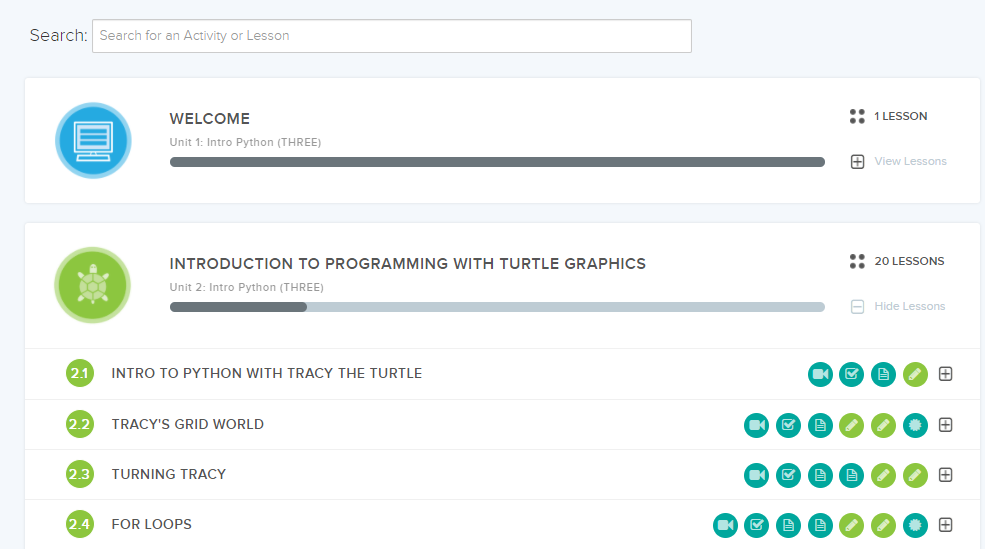 Search: Search for an Activity or Lesson
WELCOME
1 LESSON
Unit 1: Intro Python (THREE)
View Lessons
INTRODUCTION TO PROGRAMMING WITH TURTLE GRAPHICS
20 LESSONS
Unit 2: Intro Python (THREE)
Hide Lessons
2.1 INTRO TO PYTHON WITH TRACY THE TURTLE
2.2 TRACY'S GRID WORLD
2.3 TURNING TRACY
2.4 FOR LOOPS